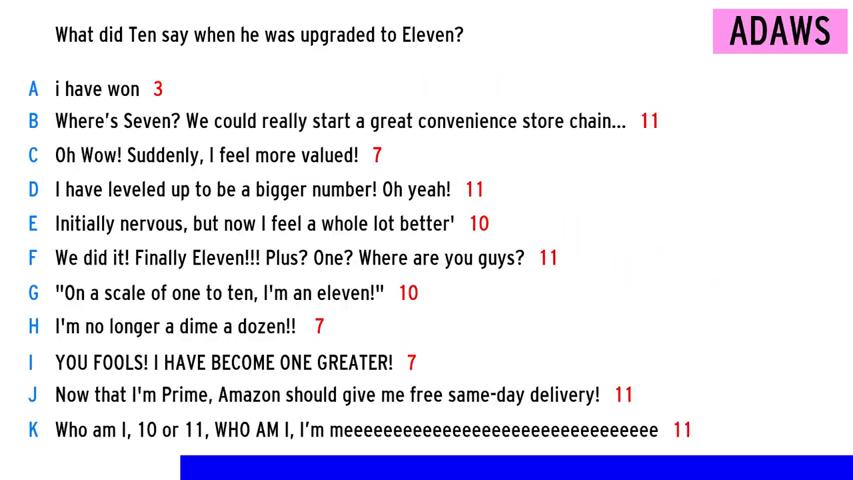 What did Ten say when he was upgraded to Eleven?
ADAWS
A i have won 3
B Where's Seven? We could really start a great convenience store chain... 11
C Oh Wow! Suddenly, I feel more valued! 7
D I have leveled up to be a bigger number! Oh yeah! 11
E Initially nervous, but now I feel a whole lot better' 10
F We did it! Finally Eleven!!! Plus? One? Where are you guys? 11
G "On a scale of one to ten, I'm an eleven!" 10
H I'm no longer a dime a dozen!! 7
I YOU FOOLS! I HAVE BECOME ONE GREATER! 7
J Now that I'm Prime, Amazon should give me free same-day delivery! 11
K Who am I, 10 or 11, WHO AM I, I'm meeeeeeeeeeeeeeeeeeeeeeeeeeeeeeee 11